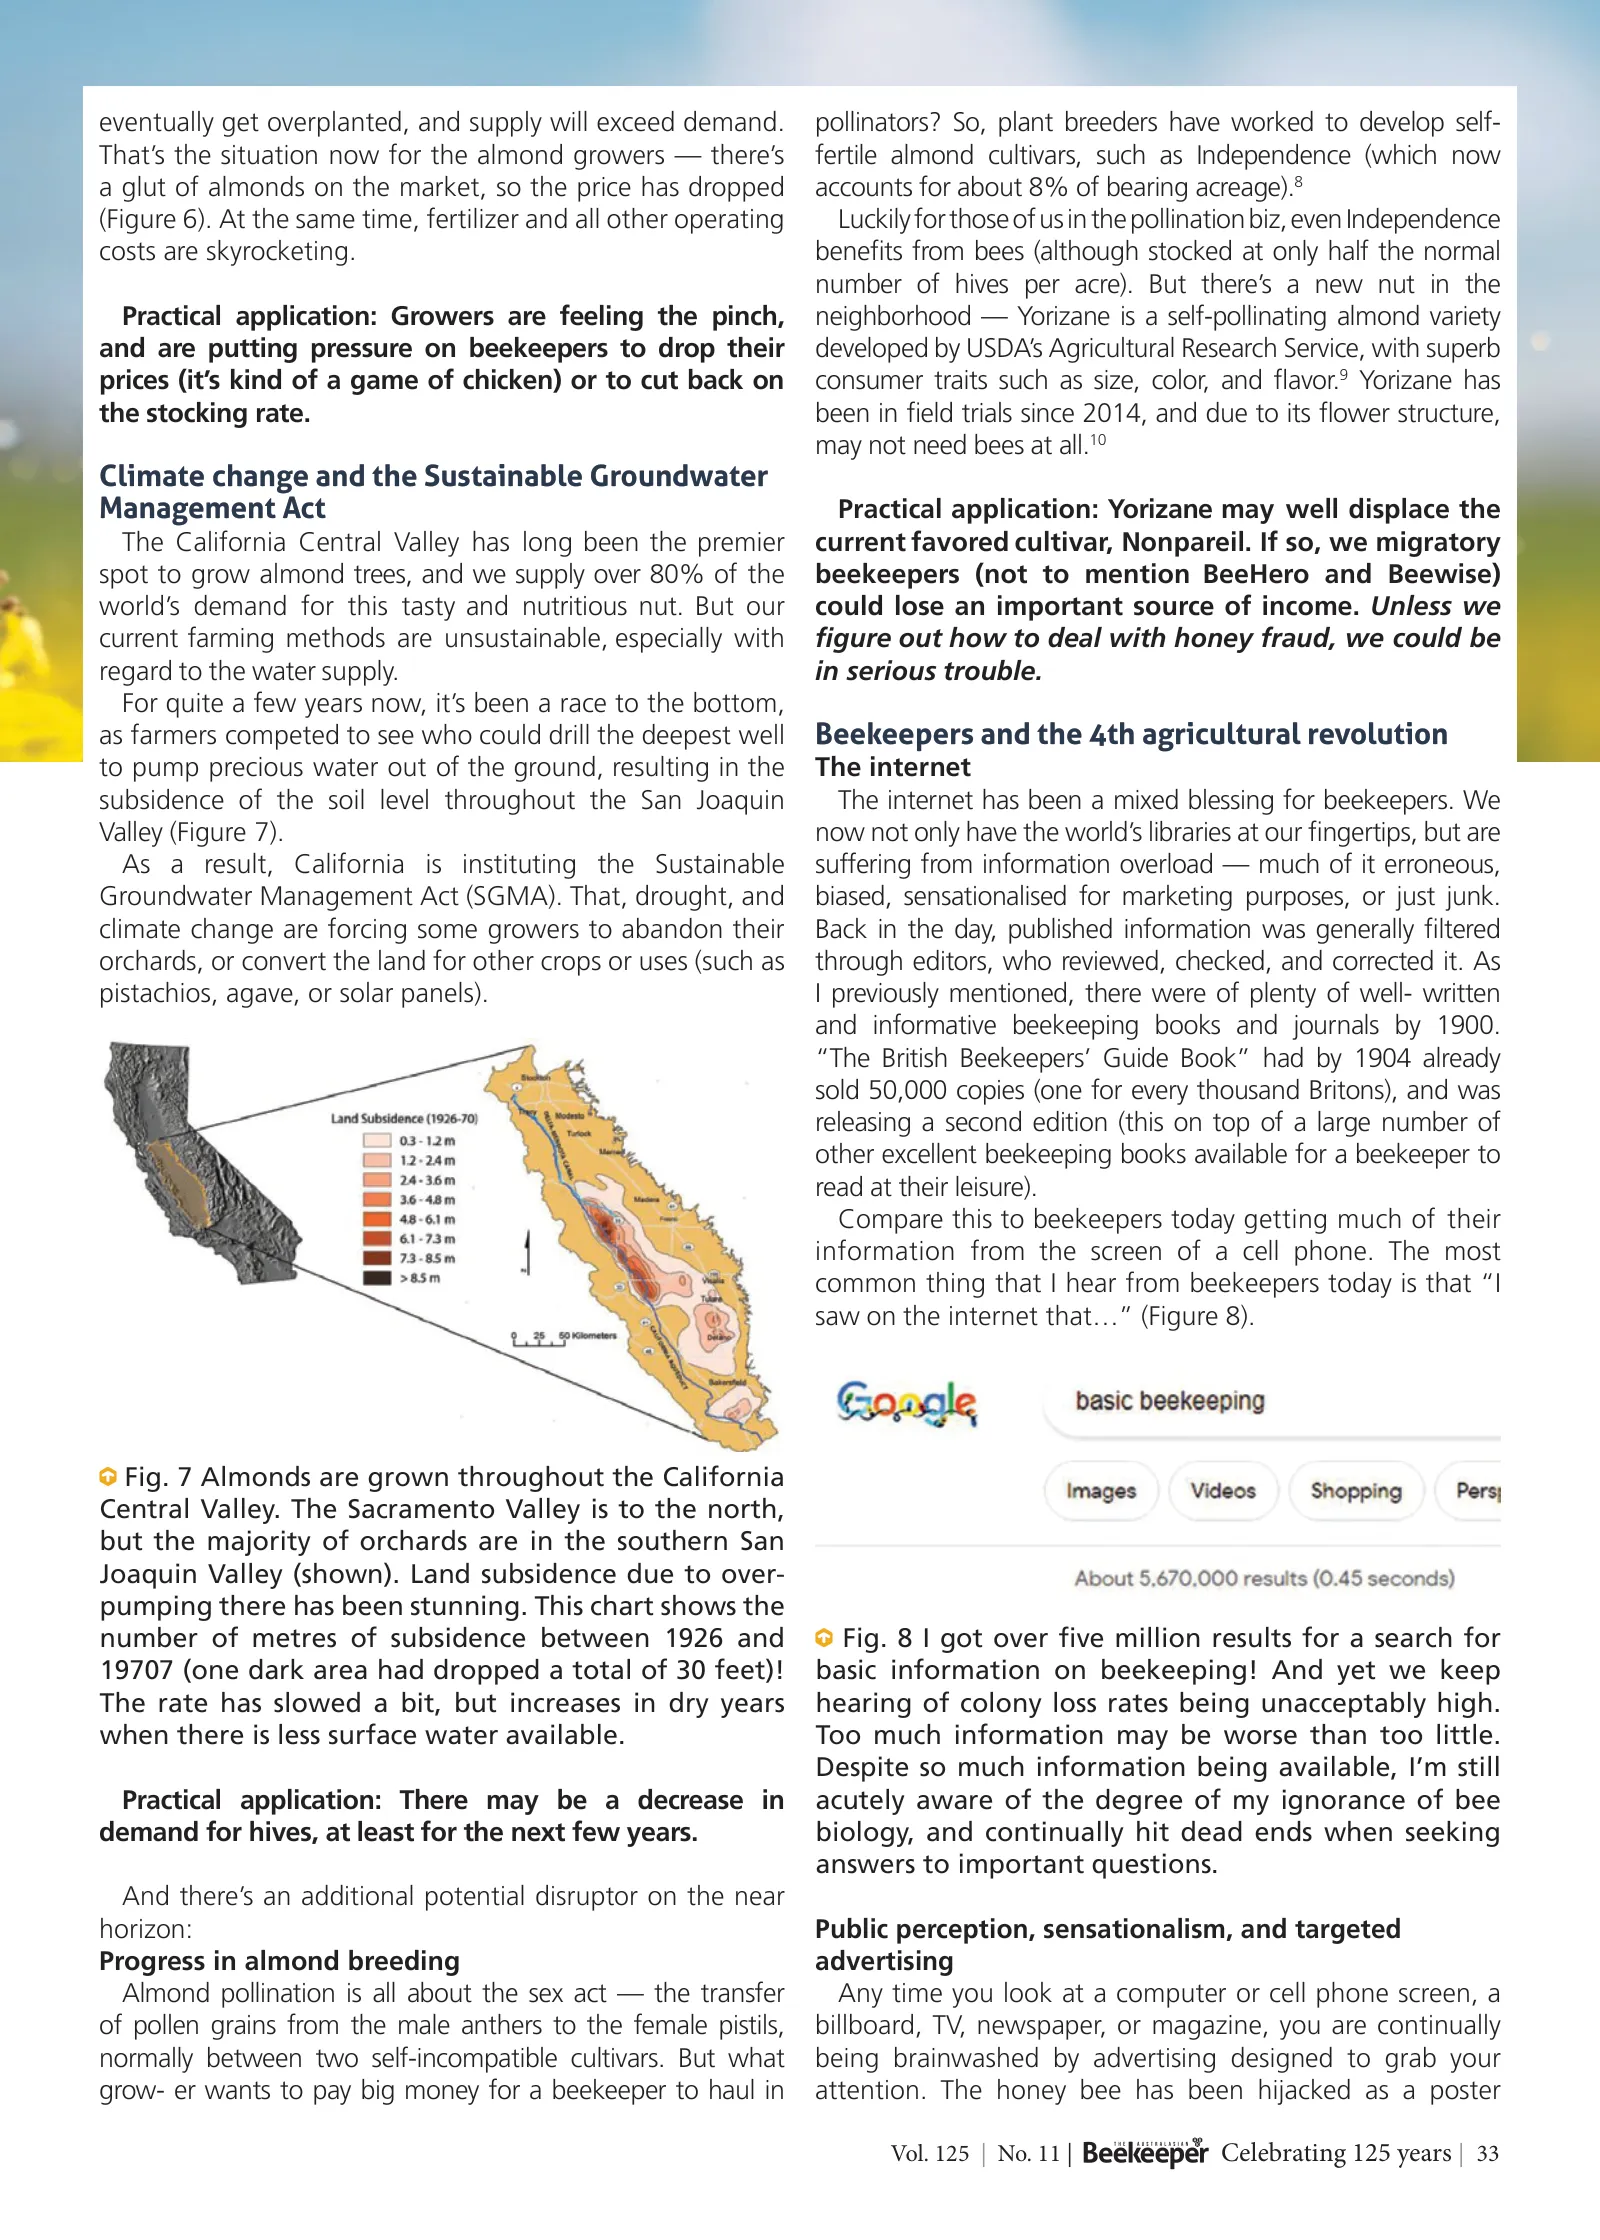 eventually get overplanted, and supply will exceed demand.
That’s the situation now for the almond growers — there’s
a glut of almonds on the market, so the price has dropped
(Figure 6). At the same time, fertilizer and all other operating
costs are skyrocketing.
Practical application: Growers are feeling the pinch,
and are putting pressure on beekeepers to drop their
prices (it’s kind of a game of chicken) or to cut back on
the stocking rate.
Climate change and the Sustainable Groundwater
Management Act
The California Central Valley has long been the premier
spot to grow almond trees, and we supply over 80% of the
world’s demand for this tasty and nutritious nut. But our
current farming methods are unsustainable, especially with
regard to the water supply.
For quite a few years now, it’s been a race to the bottom,
as farmers competed to see who could drill the deepest well
to pump precious water out of the ground, resulting in the
subsidence of the soil level throughout the San Joaquin
Valley (Figure 7).
As a result, California is instituting the Sustainable
Groundwater Management Act (SGMA). That, drought, and
climate change are forcing some growers to abandon their
orchards, or convert the land for other crops or uses (such as
pistachios, agave, or solar panels).
Land Subsidence (1926-70)
0.3 - 1.2 m
1.2 - 2.4 m
2.4 - 3.6 m
3.6 - 4.8 m
4.8 - 6.1 m
6.1 - 7.3 m
7.3 - 8.5 m
> 8.5 m
Stockton
Tracy
Modesto
Turlock
Merced
Madera
Fresno
Visalia
Tulare
Delano
Bakersfield
DELTA MENDOTA CANAL
CALIFORNIA AQUEDUCT
0 25 50 Kilometers
Fig. 7 Almonds are grown throughout the California
Central Valley. The Sacramento Valley is to the north,
but the majority of orchards are in the southern San
Joaquin Valley (shown). Land subsidence due to over-
pumping there has been stunning. This chart shows the
number of metres of subsidence between 1926 and
19707 (one dark area had dropped a total of 30 feet)!
The rate has slowed a bit, but increases in dry years
when there is less surface water available.
Practical application: There may be a decrease in
demand for hives, at least for the next few years.
And there’s an additional potential disruptor on the near
horizon:
Progress in almond breeding
Almond pollination is all about the sex act — the transfer
of pollen grains from the male anthers to the female pistils,
normally between two self-incompatible cultivars. But what
grow- er wants to pay big money for a beekeeper to haul in
pollinators? So, plant breeders have worked to develop self-
fertile almond cultivars, such as Independence (which now
accounts for about 8% of bearing acreage).⁸
Luckily for those of us in the pollination biz, even Independence
benefits from bees (although stocked at only half the normal
number of hives per acre). But there’s a new nut in the
neighborhood — Yorizane is a self-pollinating almond variety
developed by USDA’s Agricultural Research Service, with superb
consumer traits such as size, color, and flavor.⁹ Yorizane has
been in field trials since 2014, and due to its flower structure,
may not need bees at all.¹⁰
Practical application: Yorizane may well displace the
current favored cultivar, Nonpareil. If so, we migratory
beekeepers (not to mention BeeHero and Beewise)
could lose an important source of income. Unless we
figure out how to deal with honey fraud, we could be
in serious trouble.
Beekeepers and the 4th agricultural revolution
The internet
The internet has been a mixed blessing for beekeepers. We
now not only have the world’s libraries at our fingertips, but are
suffering from information overload — much of it erroneous,
biased, sensationalised for marketing purposes, or just junk.
Back in the day, published information was generally filtered
through editors, who reviewed, checked, and corrected it. As
I previously mentioned, there were of plenty of well- written
and informative beekeeping books and journals by 1900.
“The British Beekeepers’ Guide Book” had by 1904 already
sold 50,000 copies (one for every thousand Britons), and was
releasing a second edition (this on top of a large number of
other excellent beekeeping books available for a beekeeper to
read at their leisure).
Compare this to beekeepers today getting much of their
information from the screen of a cell phone. The most
common thing that I hear from beekeepers today is that “I
saw on the internet that…” (Figure 8).
Google
basic beekeeping
Images Videos Shopping Persp
About 5,670,000 results (0.45 seconds)
Fig. 8 I got over five million results for a search for
basic information on beekeeping! And yet we keep
hearing of colony loss rates being unacceptably high.
Too much information may be worse than too little.
Despite so much information being available, I’m still
acutely aware of the degree of my ignorance of bee
biology, and continually hit dead ends when seeking
answers to important questions.
Public perception, sensationalism, and targeted
advertising
Any time you look at a computer or cell phone screen, a
billboard, TV, newspaper, or magazine, you are continually
being brainwashed by advertising designed to grab your
attention. The honey bee has been hijacked as a poster
Vol. 125 | No. 11 | THE AUSTRALASIAN Beekeeper Celebrating 125 years | 33